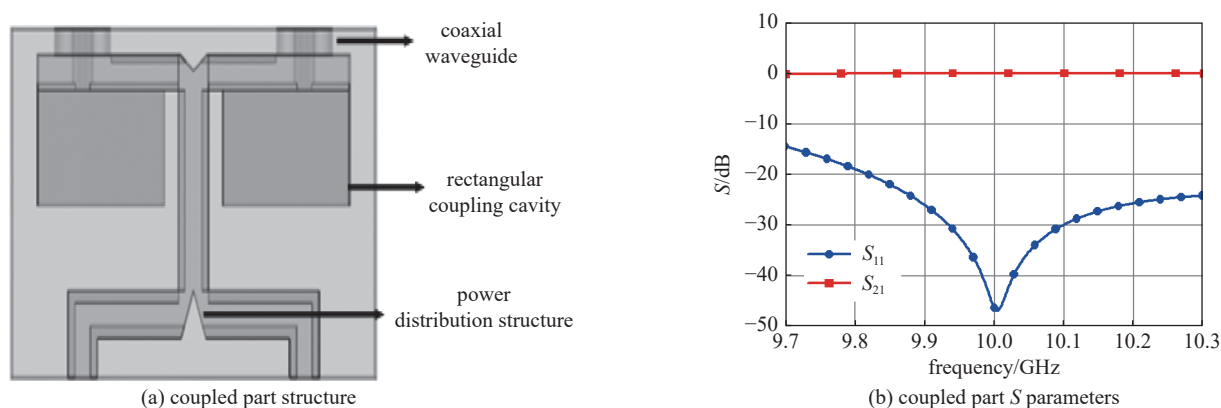 coaxial
waveguide
rectangular
coupling cavity
power
distribution structure
(a) coupled part structure
10
0
−10
−20
−30
−40
−50
S/dB
S₁₁
S₂₁
9.7 9.8 9.9 10.0 10.1 10.2 10.3
frequency/GHz
(b) coupled part S parameters